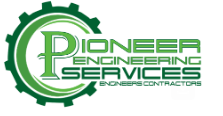 PIONEER
ENGINEERING
SERVICES
ENGINEERS CONTRACTORS